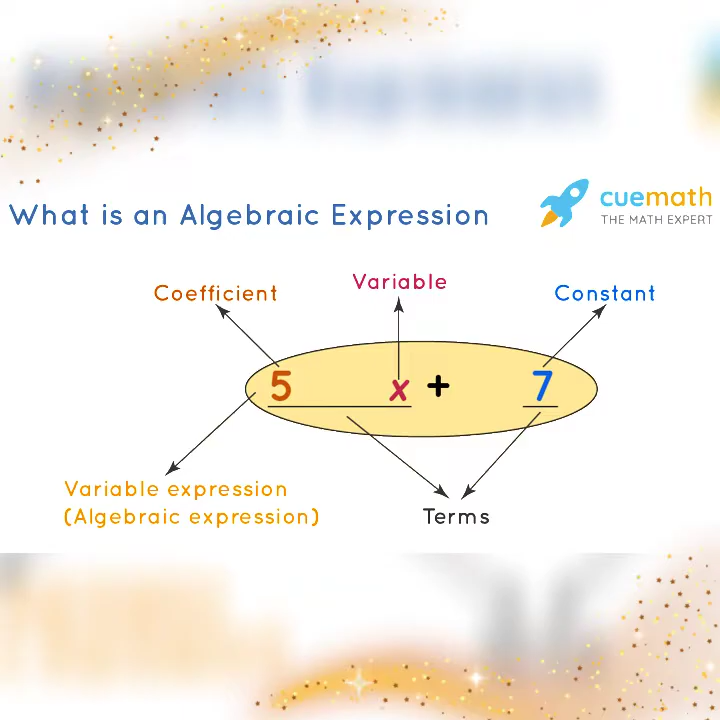 What is an Algebraic Expression
cuemath
THE MATH EXPERT
Coefficient
Variable
Constant
5 x + 7
Variable expression
(Algebraic expression)
Terms